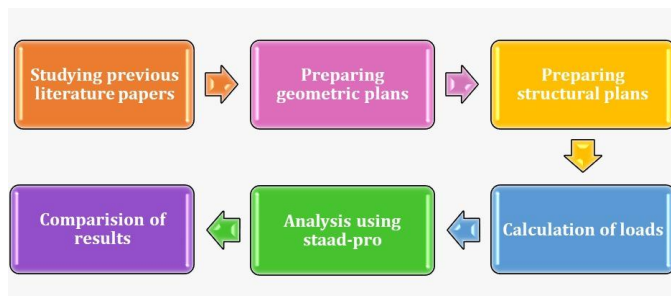 Studying previous
literature papers
Preparing
geometric plans
Preparing
structural plans
Calculation of loads
Analysis using
staad-pro
Comparision of
results